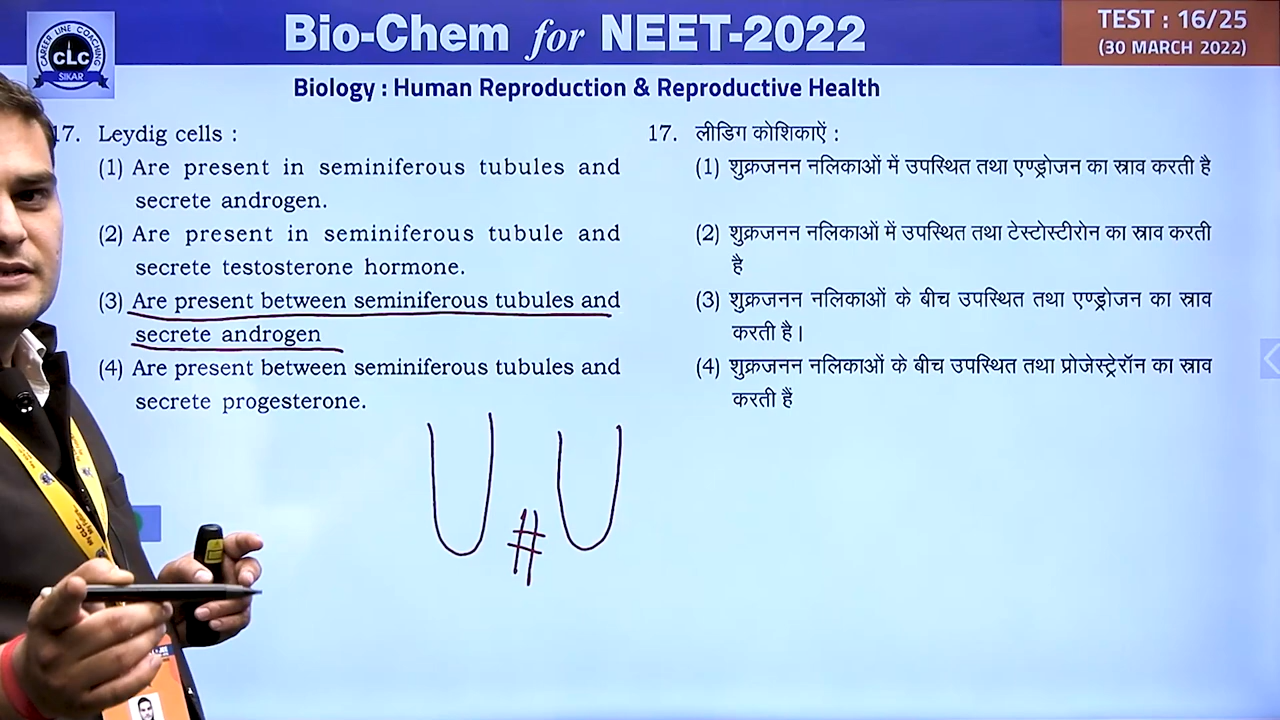 CAREER LINE COACHING
CLC
SIKAR
Bio-Chem for NEET-2022
TEST : 16/25
(30 MARCH 2022)
Biology : Human Reproduction & Reproductive Health
17. Leydig cells :
(1) Are present in seminiferous tubules and
secrete androgen.
(2) Are present in seminiferous tubule and
secrete testosterone hormone.
(3) Are present between seminiferous tubules and
secrete androgen
(4) Are present between seminiferous tubules and
secrete progesterone.
17. लीडिग कोशिकाऐं :
(1) शुक्रजनन नलिकाओं में उपस्थित तथा एण्ड्रोजन का स्राव करती है
(2) शुक्रजनन नलिकाओं में उपस्थित तथा टेस्टोस्टीरोन का स्राव करती
है
(3) शुक्रजनन नलिकाओं के बीच उपस्थित तथा एण्ड्रोजन का स्राव
करती है।
(4) शुक्रजनन नलिकाओं के बीच उपस्थित तथा प्रोजेस्ट्रेरॉन का स्राव
करती हैं
#